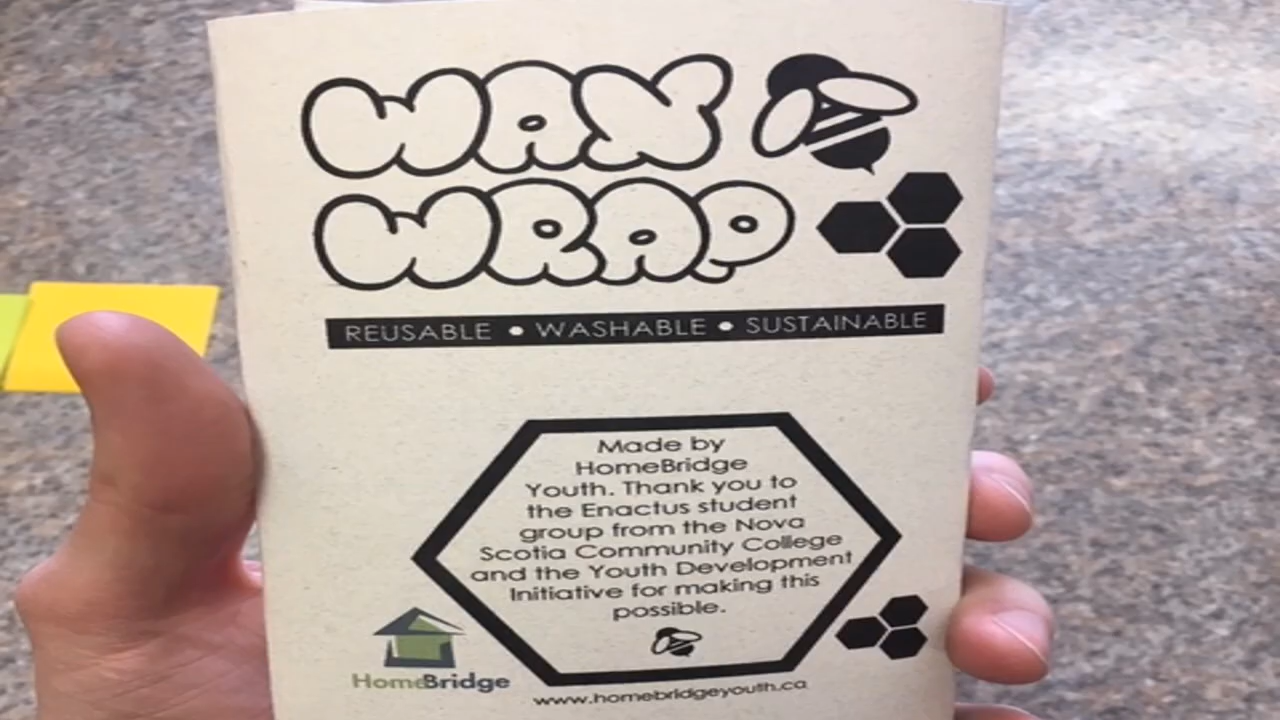 WAX
WRAP
REUSABLE • WASHABLE • SUSTAINABLE
Made by
HomeBridge
Youth. Thank you to
the Enactus student
group from the Nova
Scotia Community College
and the Youth Development
Initiative for making this
possible.
HomeBridge
www.homebridgeyouth.ca